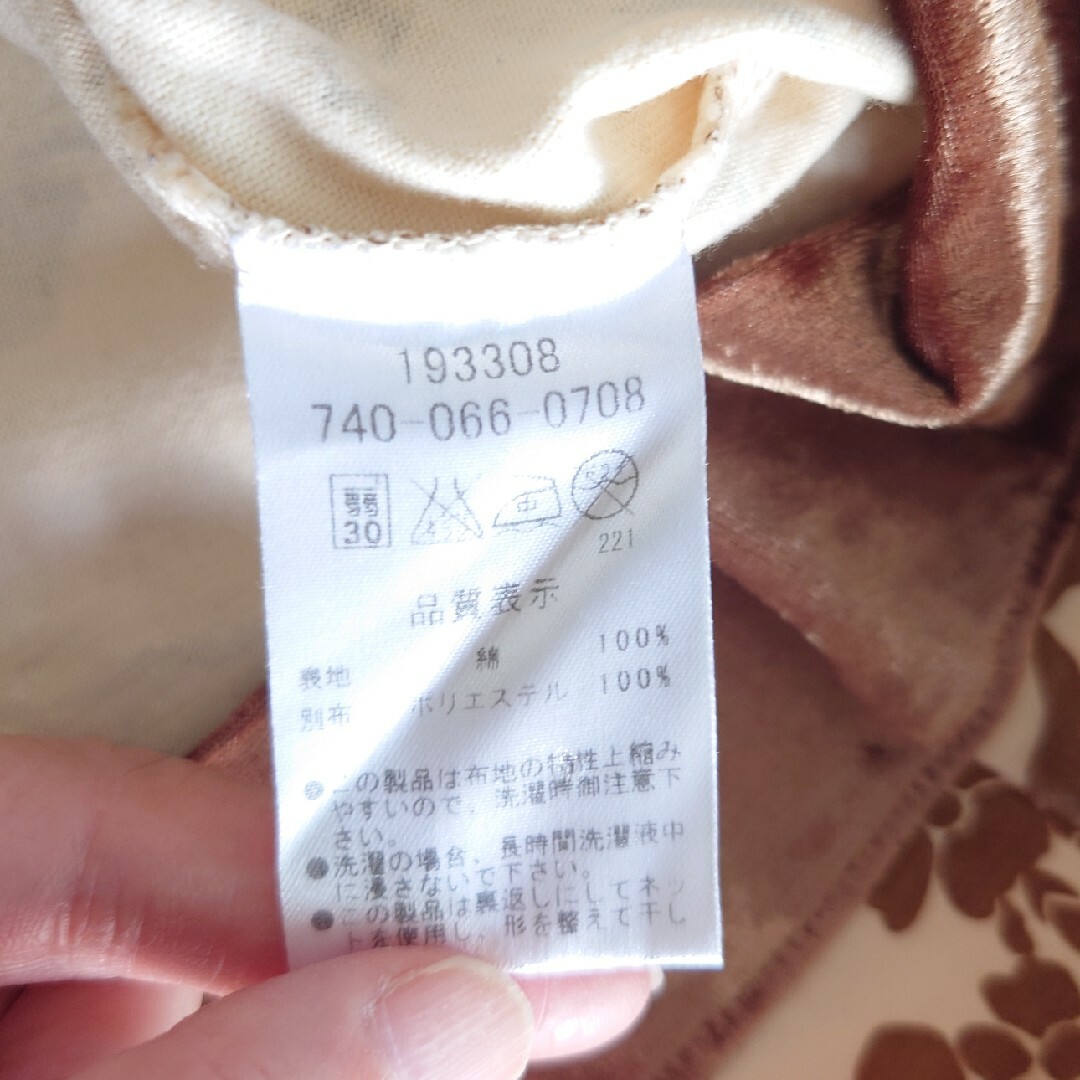 193308
740-066-0708
弱
30
中
221
品質表示
表地 綿 100%
別布 ポリエステル 100%
●この製品は布地の特性上縮み
やすいので、洗濯時御注意下
さい。
●洗濯の場合、長時間洗濯液中
に浸さないで下さい。
●この製品は裏返しにしてネッ
トを使用し、形を整えて干し